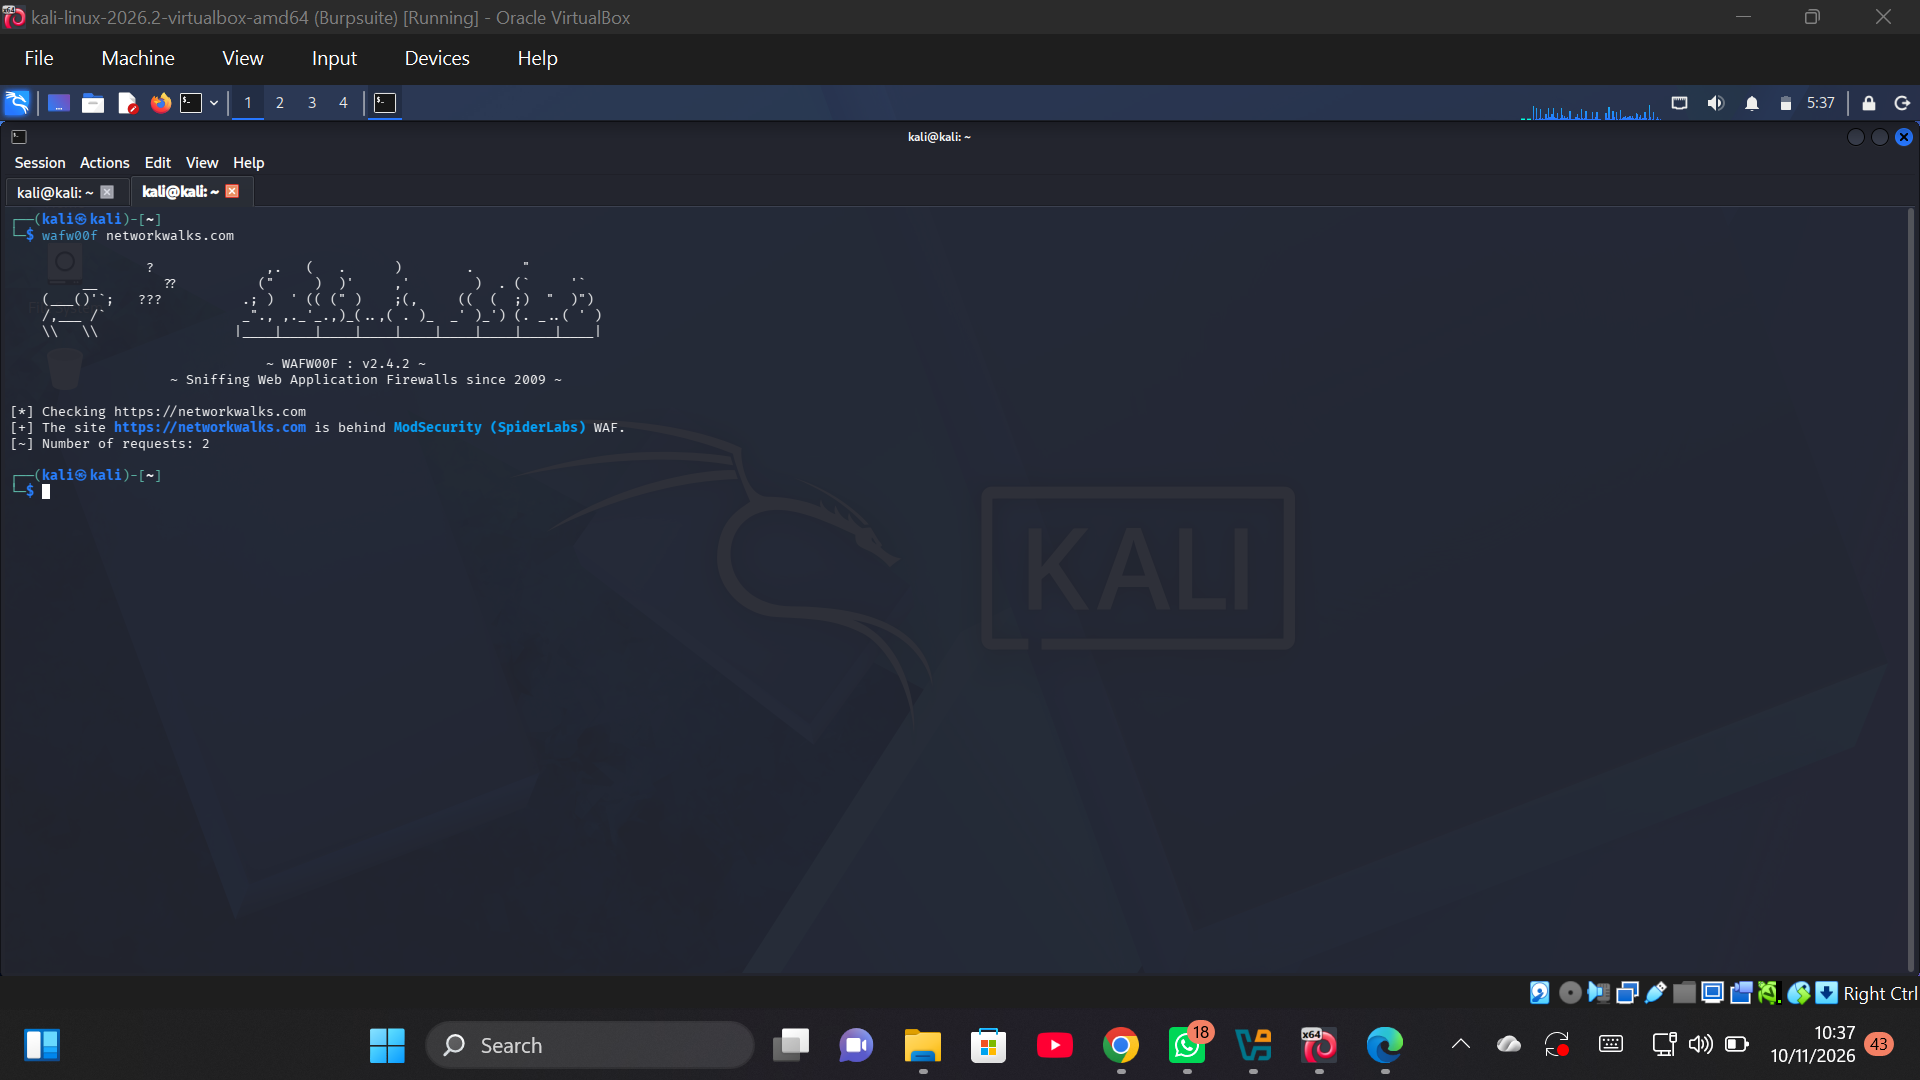 kali-linux-2026.2-virtualbox-amd64 (Burpsuite) [Running] - Oracle VirtualBox
File Machine View Input Devices Help
1 2 3 4 5:37
kali@kali: ~
Session Actions Edit View Help
kali@kali: ~ kali@kali: ~
┌──(kali㉿kali)-[~]
└─$ wafw00f networkwalks.com
~ WAFW00F : v2.4.2 ~
~ Sniffing Web Application Firewalls since 2009 ~
[*] Checking https://networkwalks.com
[+] The site https://networkwalks.com is behind ModSecurity (SpiderLabs) WAF.
[~] Number of requests: 2
┌──(kali㉿kali)-[~]
└─$
KALI
Right Ctrl
Search
x64
18
10:37
10/11/2026
43